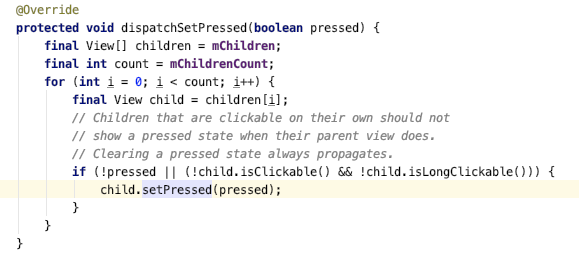 @Override
protected void dispatchSetPressed(boolean pressed) {
    final View[] children = mChildren;
    final int count = mChildrenCount;
    for (int i = 0; i < count; i++) {
        final View child = children[i];
        // Children that are clickable on their own should not
        // show a pressed state when their parent view does.
        // Clearing a pressed state always propagates.
        if (!pressed || (!child.isClickable() && !child.isLongClickable())) {
            child.setPressed(pressed);
        }
    }
}